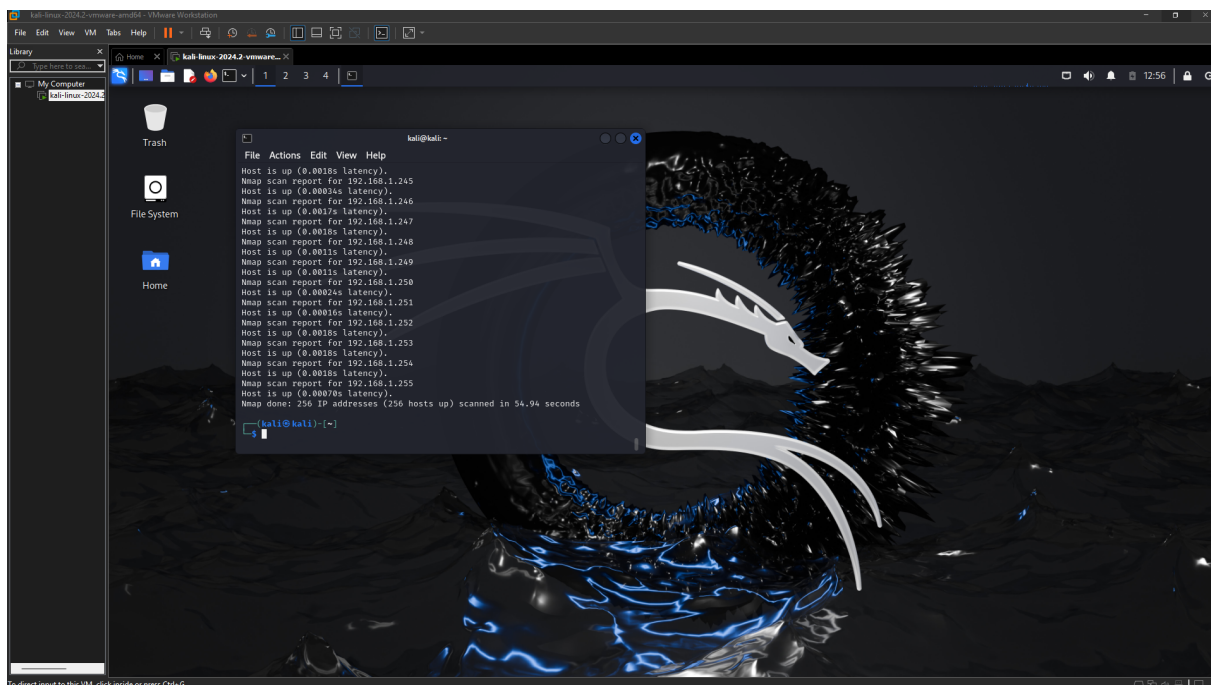 kali-linux-2024.2-vmware-amd64 - VMware Workstation
File Edit View VM Tabs Help
Library
Type here to sea...
My Computer
kali-linux-2024.2
Home
kali-linux-2024.2-vmware...
1 2 3 4
12:56
Trash
File System
Home
kali@kali: ~
File Actions Edit View Help
Host is up (0.0018s latency).
Nmap scan report for 192.168.1.245
Host is up (0.00034s latency).
Nmap scan report for 192.168.1.246
Host is up (0.0017s latency).
Nmap scan report for 192.168.1.247
Host is up (0.0018s latency).
Nmap scan report for 192.168.1.248
Host is up (0.0011s latency).
Nmap scan report for 192.168.1.249
Host is up (0.0011s latency).
Nmap scan report for 192.168.1.250
Host is up (0.00024s latency).
Nmap scan report for 192.168.1.251
Host is up (0.00016s latency).
Nmap scan report for 192.168.1.252
Host is up (0.0018s latency).
Nmap scan report for 192.168.1.253
Host is up (0.0018s latency).
Nmap scan report for 192.168.1.254
Host is up (0.0018s latency).
Nmap scan report for 192.168.1.255
Host is up (0.00070s latency).
Nmap done: 256 IP addresses (256 hosts up) scanned in 54.94 seconds
(kali㉿kali)-[~]
$
To direct input to this VM, click inside or press Ctrl+G.